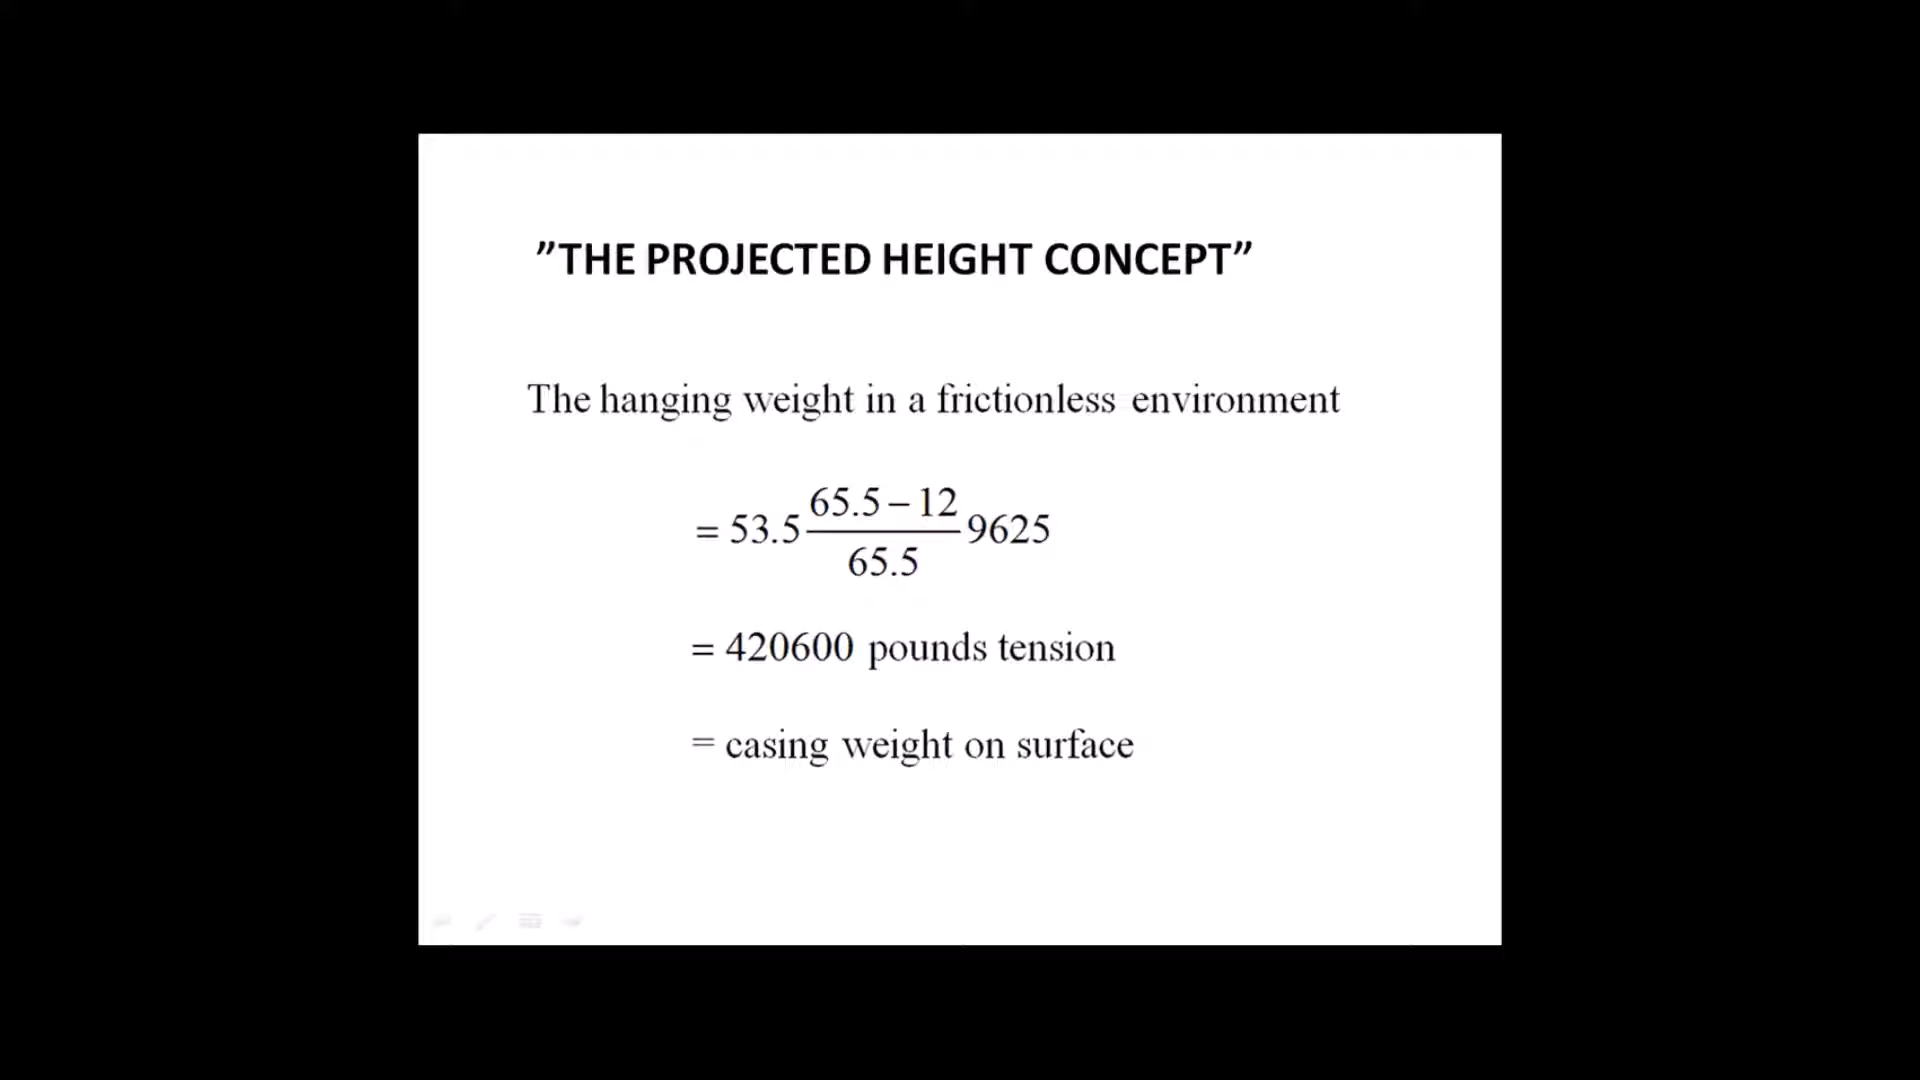 ”THE PROJECTED HEIGHT CONCEPT”
The hanging weight in a frictionless environment
= 53.5 \frac{65.5 – 12}{65.5} 9625
= 420600 pounds tension
= casing weight on surface